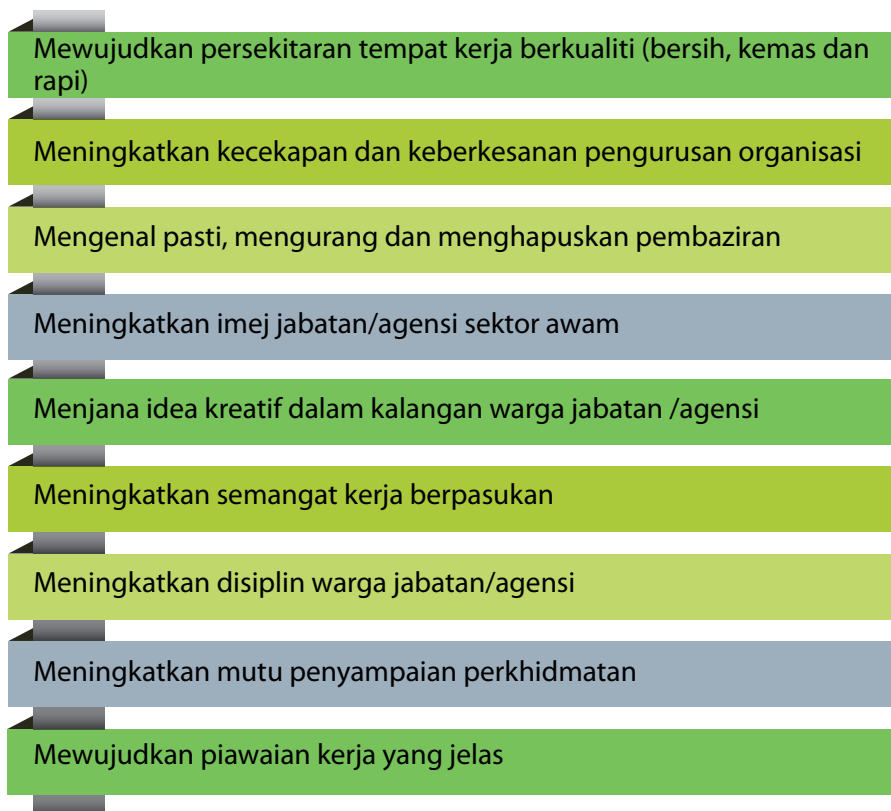 Mewujudkan persekitaran tempat kerja berkualiti (bersih, kemas dan
rapi)
Meningkatkan kecekapan dan keberkesanan pengurusan organisasi
Mengenal pasti, mengurang dan menghapuskan pembaziran
Meningkatkan imej jabatan/agensi sektor awam
Menjana idea kreatif dalam kalangan warga jabatan /agensi
Meningkatkan semangat kerja berpasukan
Meningkatkan disiplin warga jabatan/agensi
Meningkatkan mutu penyampaian perkhidmatan
Mewujudkan piawaian kerja yang jelas